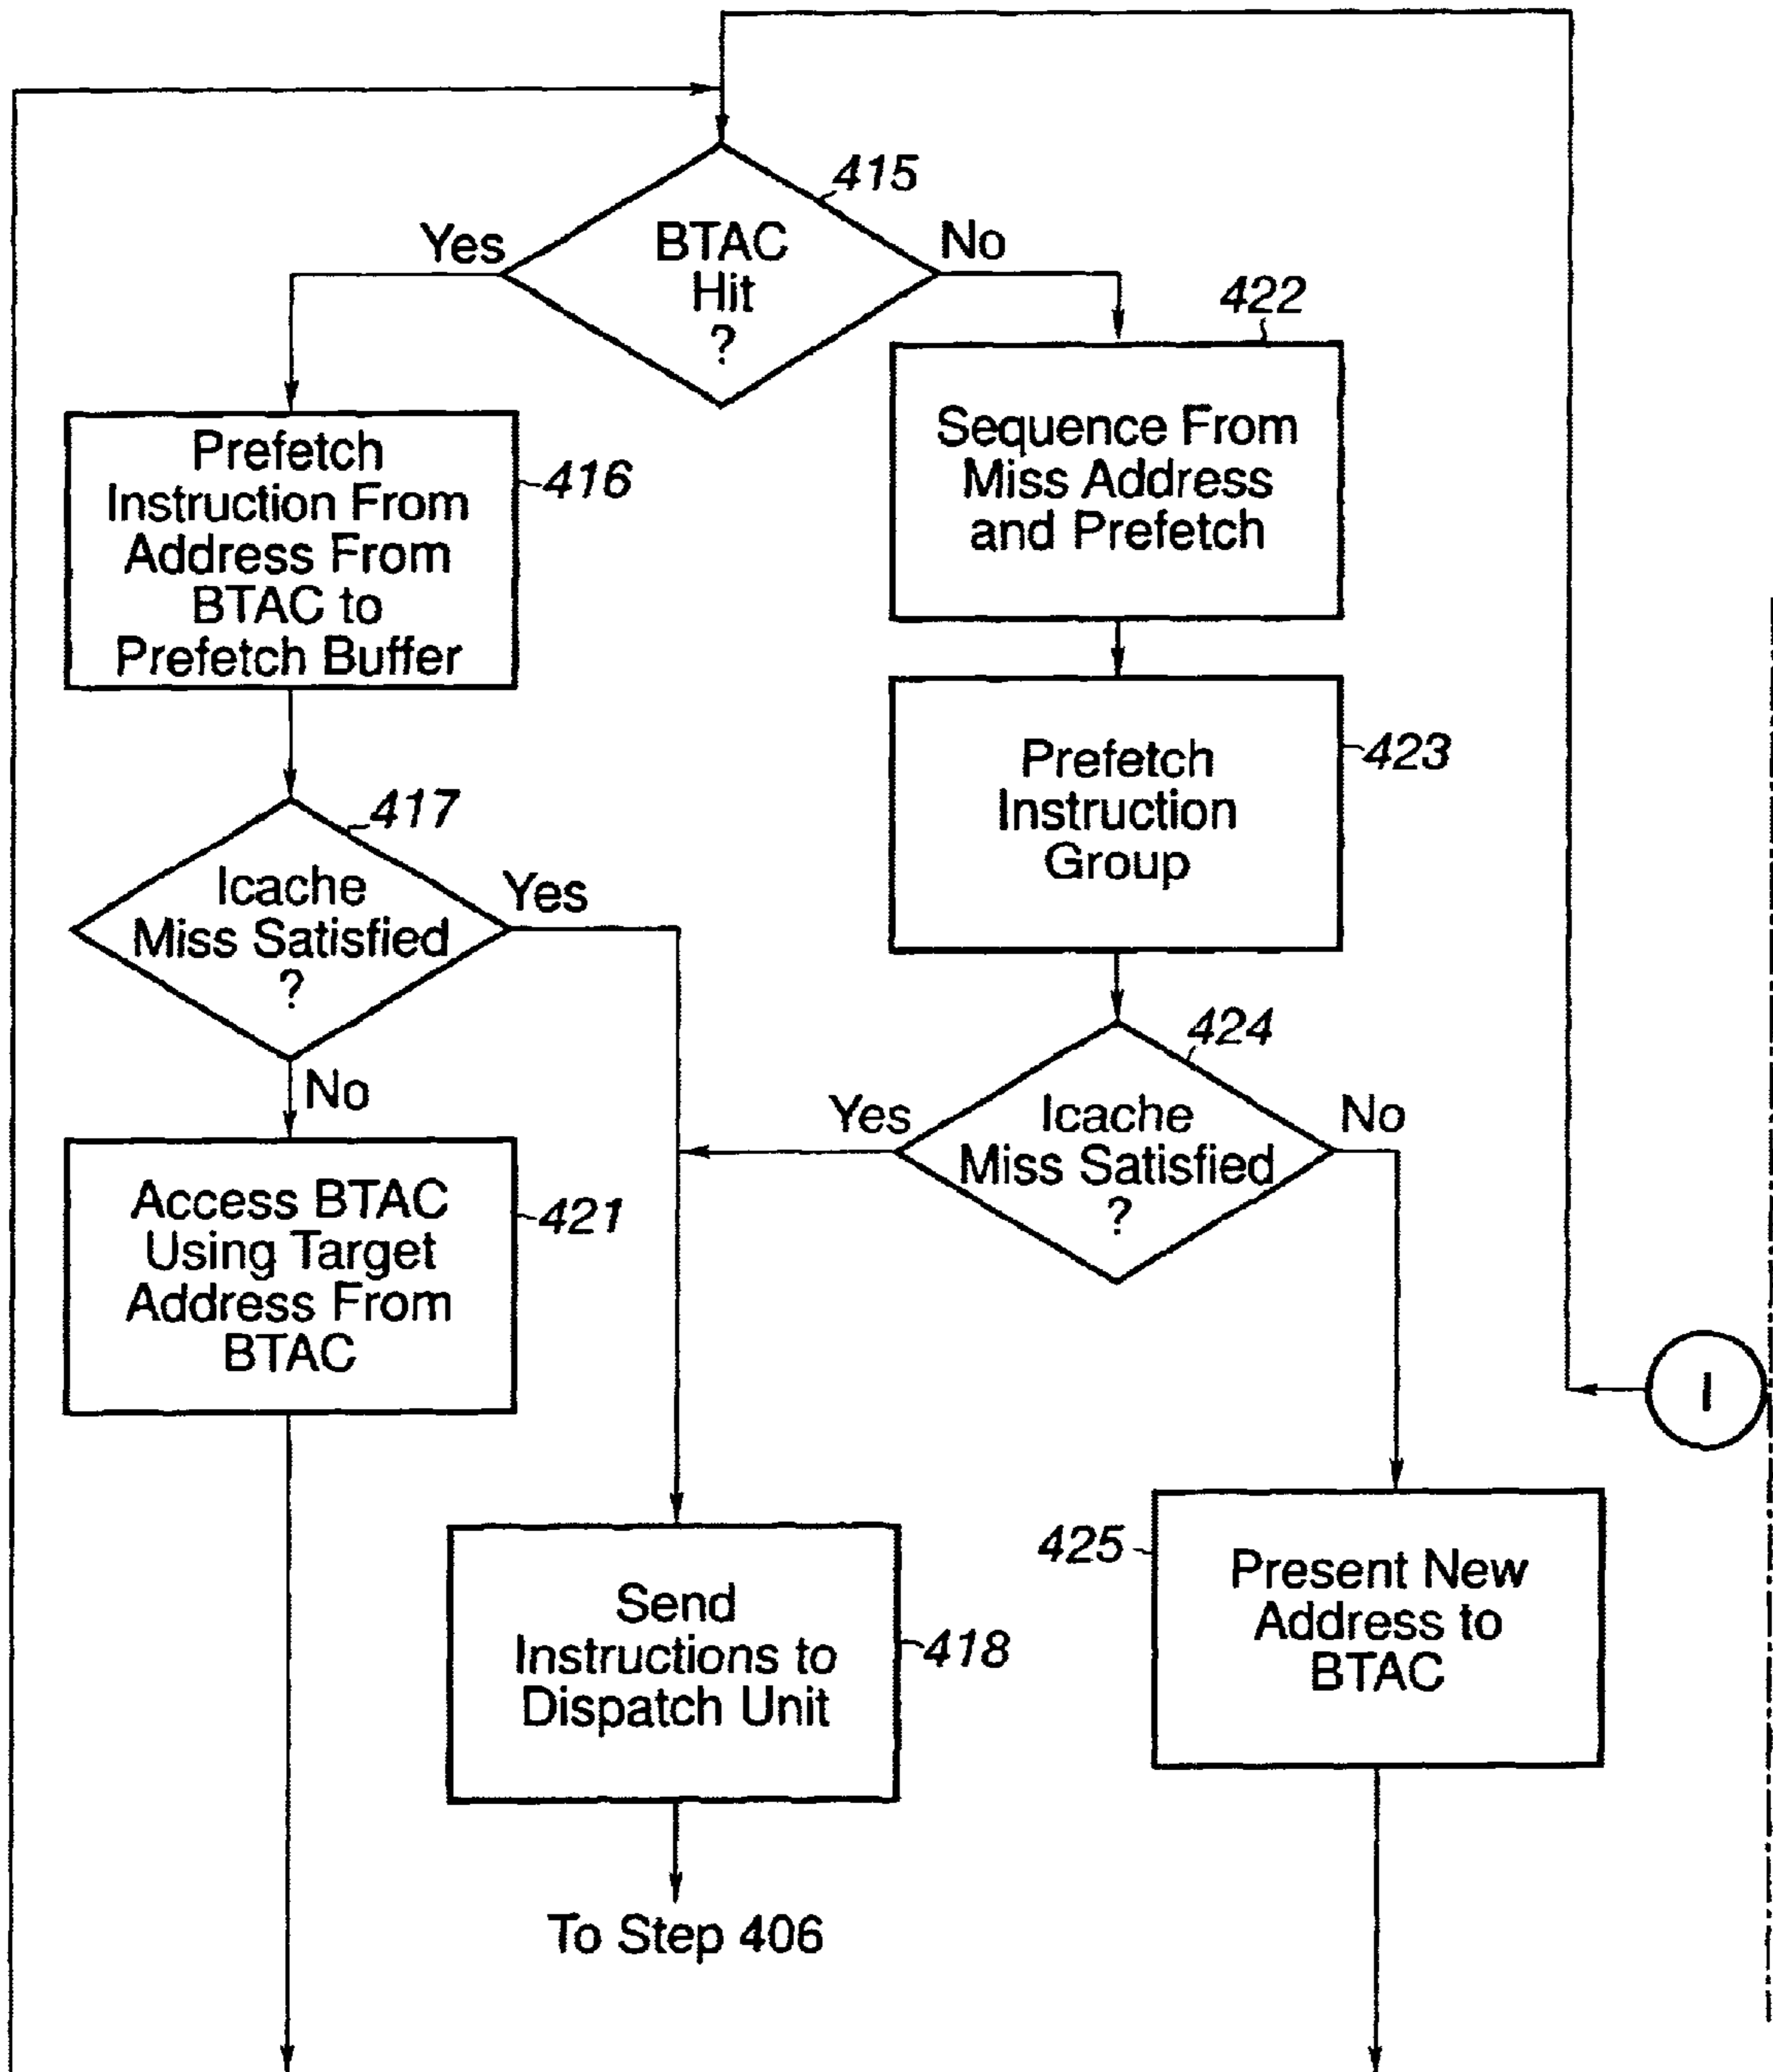 415
Yes
BTAC
Hit
?
No
422
Prefetch
Instruction From
Address From
BTAC to
Prefetch Buffer
416
Sequence From
Miss Address
and Prefetch
Prefetch
Instruction
Group
423
417
Icache
Miss Satisfied
?
Yes
No
424
Yes
Icache
Miss Satisfied
?
No
Access BTAC
Using Target
Address From
BTAC
421
I
Send
Instructions to
Dispatch Unit
418
425
Present New
Address to
BTAC
To Step 406